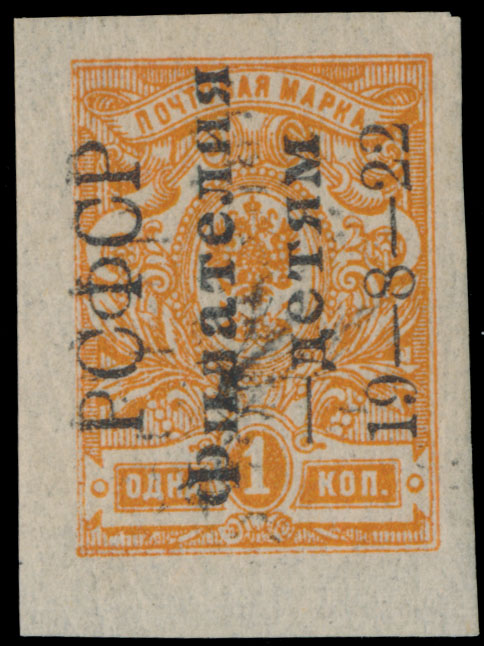 ПОЧТОВАЯ МАРКА
РСФСР
Филателия
—детям
19—8—22
ОДНА 1 КОП.